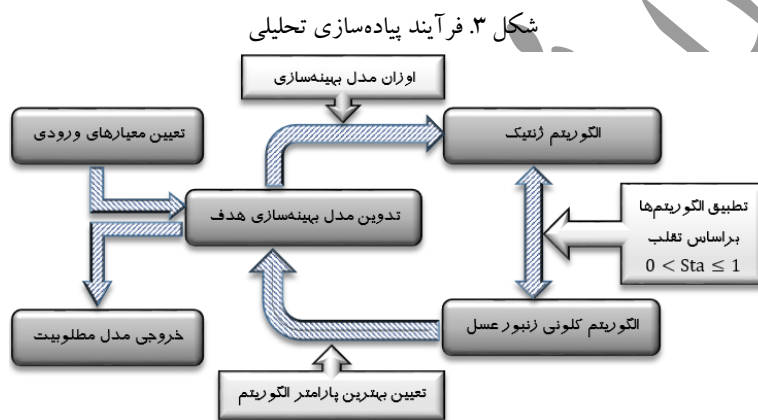 شکل ۳. فرآیند پیاده‌سازی تحلیلی
اوزان مدل بهینه‌سازی
تعیین معیارهای ورودی
الگوریتم ژنتیک
تدوین مدل بهینه‌سازی هدف
تطبیق الگوریتم‌ها
براساس تقلب
0 < Sta ≤ 1
خروجی مدل مطلوبیت
الگوریتم کلونی زنبور عسل
تعیین بهترین پارامتر الگوریتم